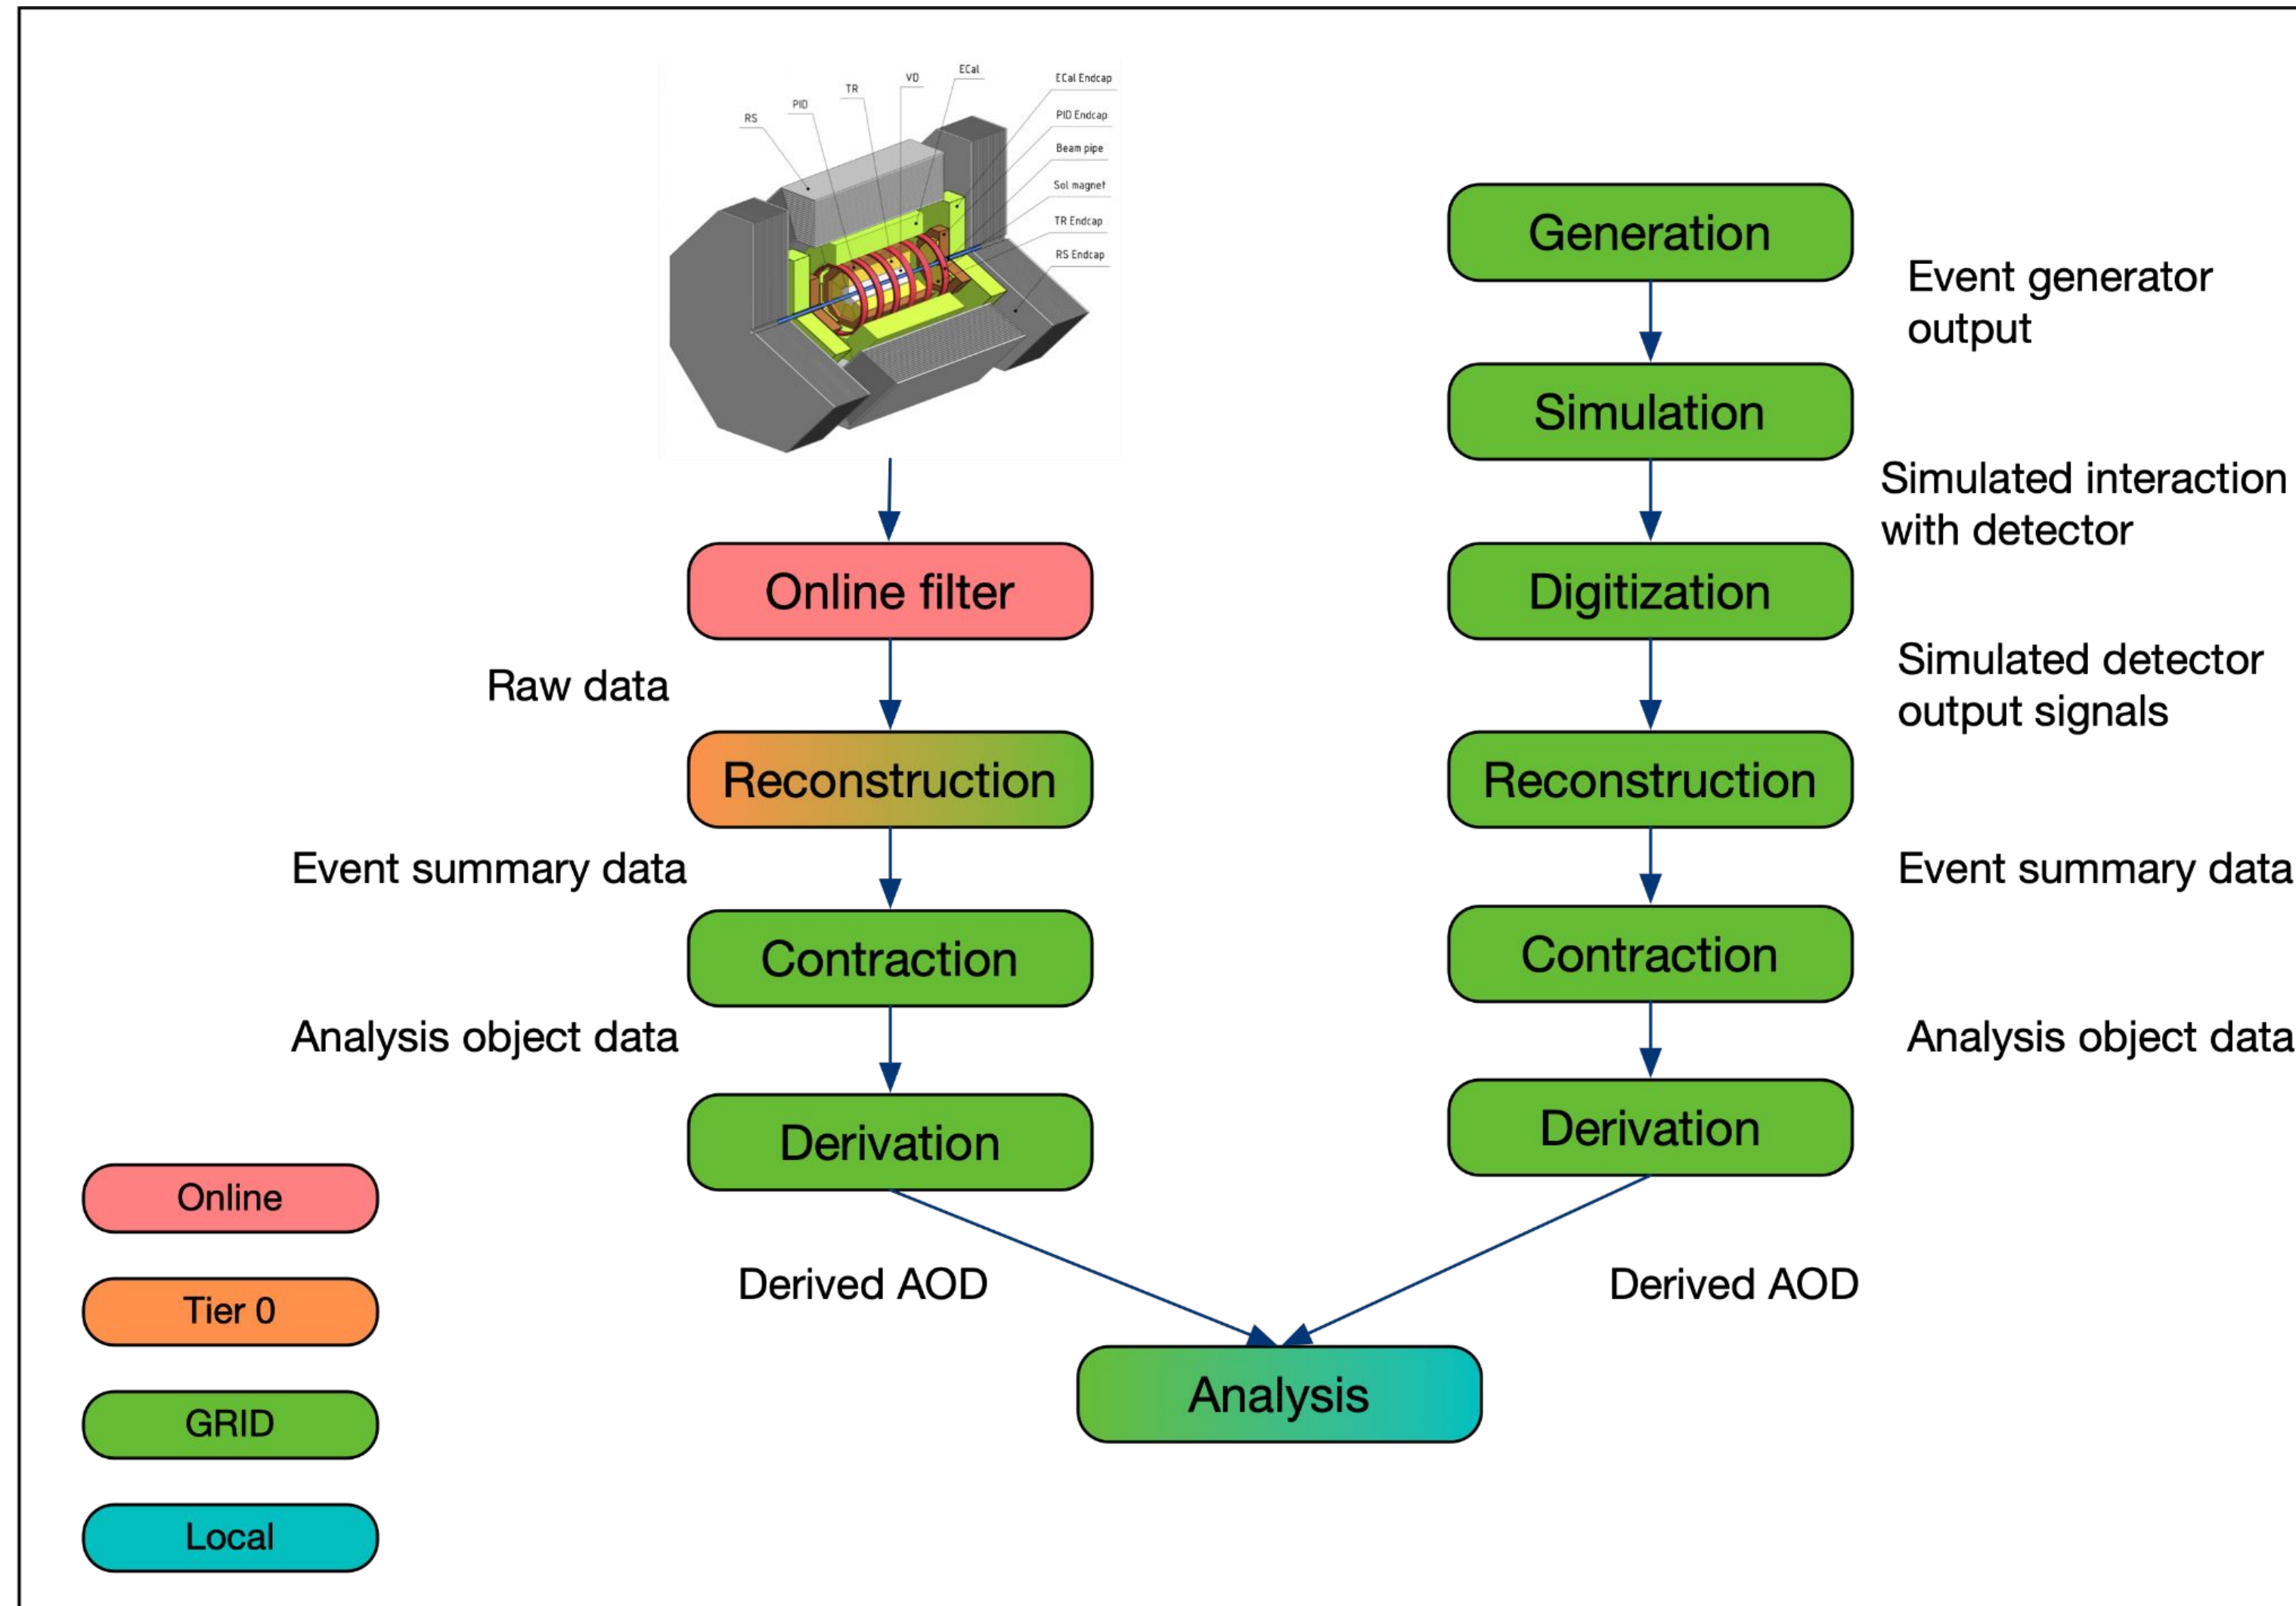 RS
PID
TR
VD
ECal
ECal Endcap
PID Endcap
Beam pipe
Sol magnet
TR Endcap
RS Endcap
Online filter
Raw data
Reconstruction
Event summary data
Contraction
Analysis object data
Derivation
Derived AOD
Generation
Event generator
output
Simulation
Simulated interaction
with detector
Digitization
Simulated detector
output signals
Reconstruction
Event summary data
Contraction
Analysis object data
Derivation
Derived AOD
Analysis
Online
Tier 0
GRID
Local